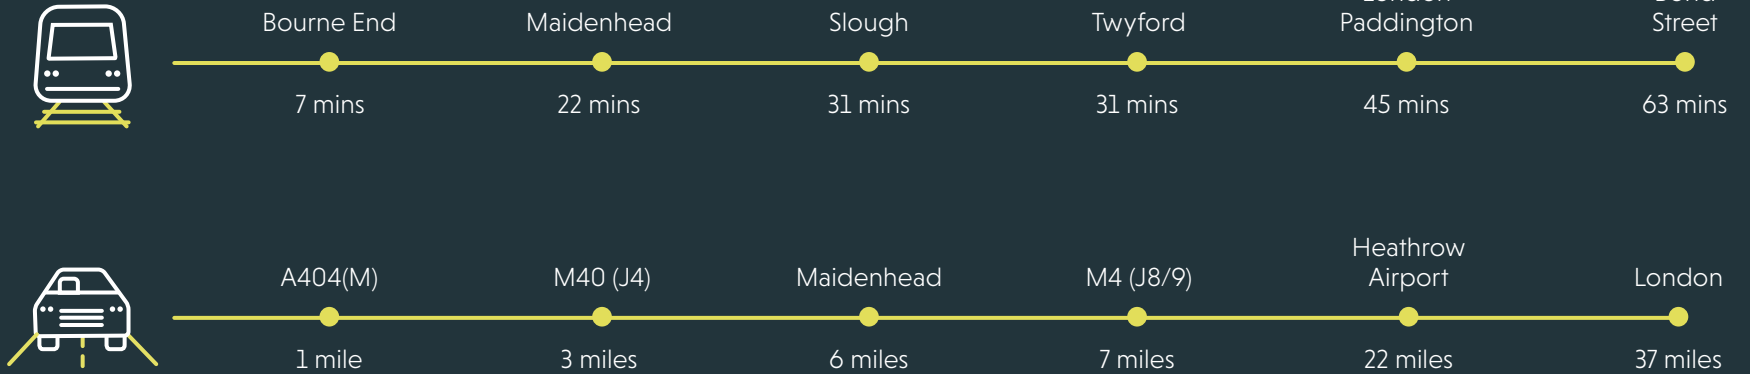 Bourne End
Maidenhead
Slough
Twyford
Paddington
Street
7 mins
22 mins
31 mins
31 mins
45 mins
63 mins
A404(M)
M40 (J4)
Maidenhead
M4 (J8/9)
Heathrow
Airport
London
1 mile
3 miles
6 miles
7 miles
22 miles
37 miles